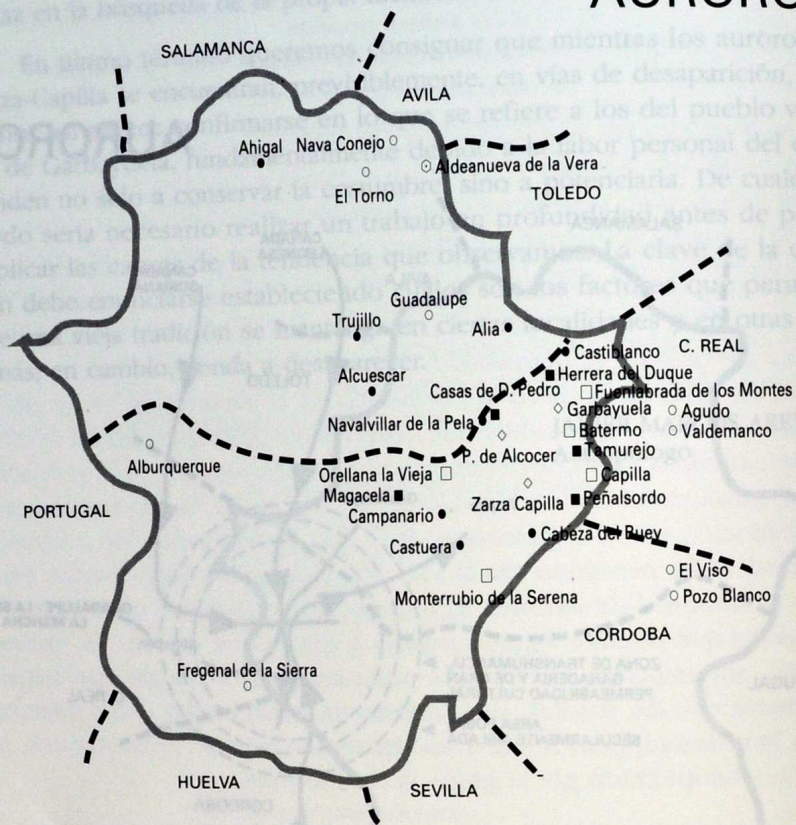 AURORO
SALAMANCA
AVILA
Ahigal
Nava Conejo
Aldeanueva de la Vera
El Torno
TOLEDO
Guadalupe
Trujillo
Alia
Castiblanco
C. REAL
Herrera del Duque
Alcuescar
Casas de D. Pedro
Fuenlabrada de los Montes
Garbayuela
Agudo
Navalvillar de la Pela
Batermo
Valdemanco
Tamurejo
P. de Alcocer
Alburquerque
Orellana la Vieja
Capilla
Magacela
Zarza Capilla
Peñalsordo
PORTUGAL
Campanario
Cabeza del Buey
Castuera
El Viso
Monterrubio de la Serena
Pozo Blanco
CORDOBA
Fregenal de la Sierra
HUELVA
SEVILLA